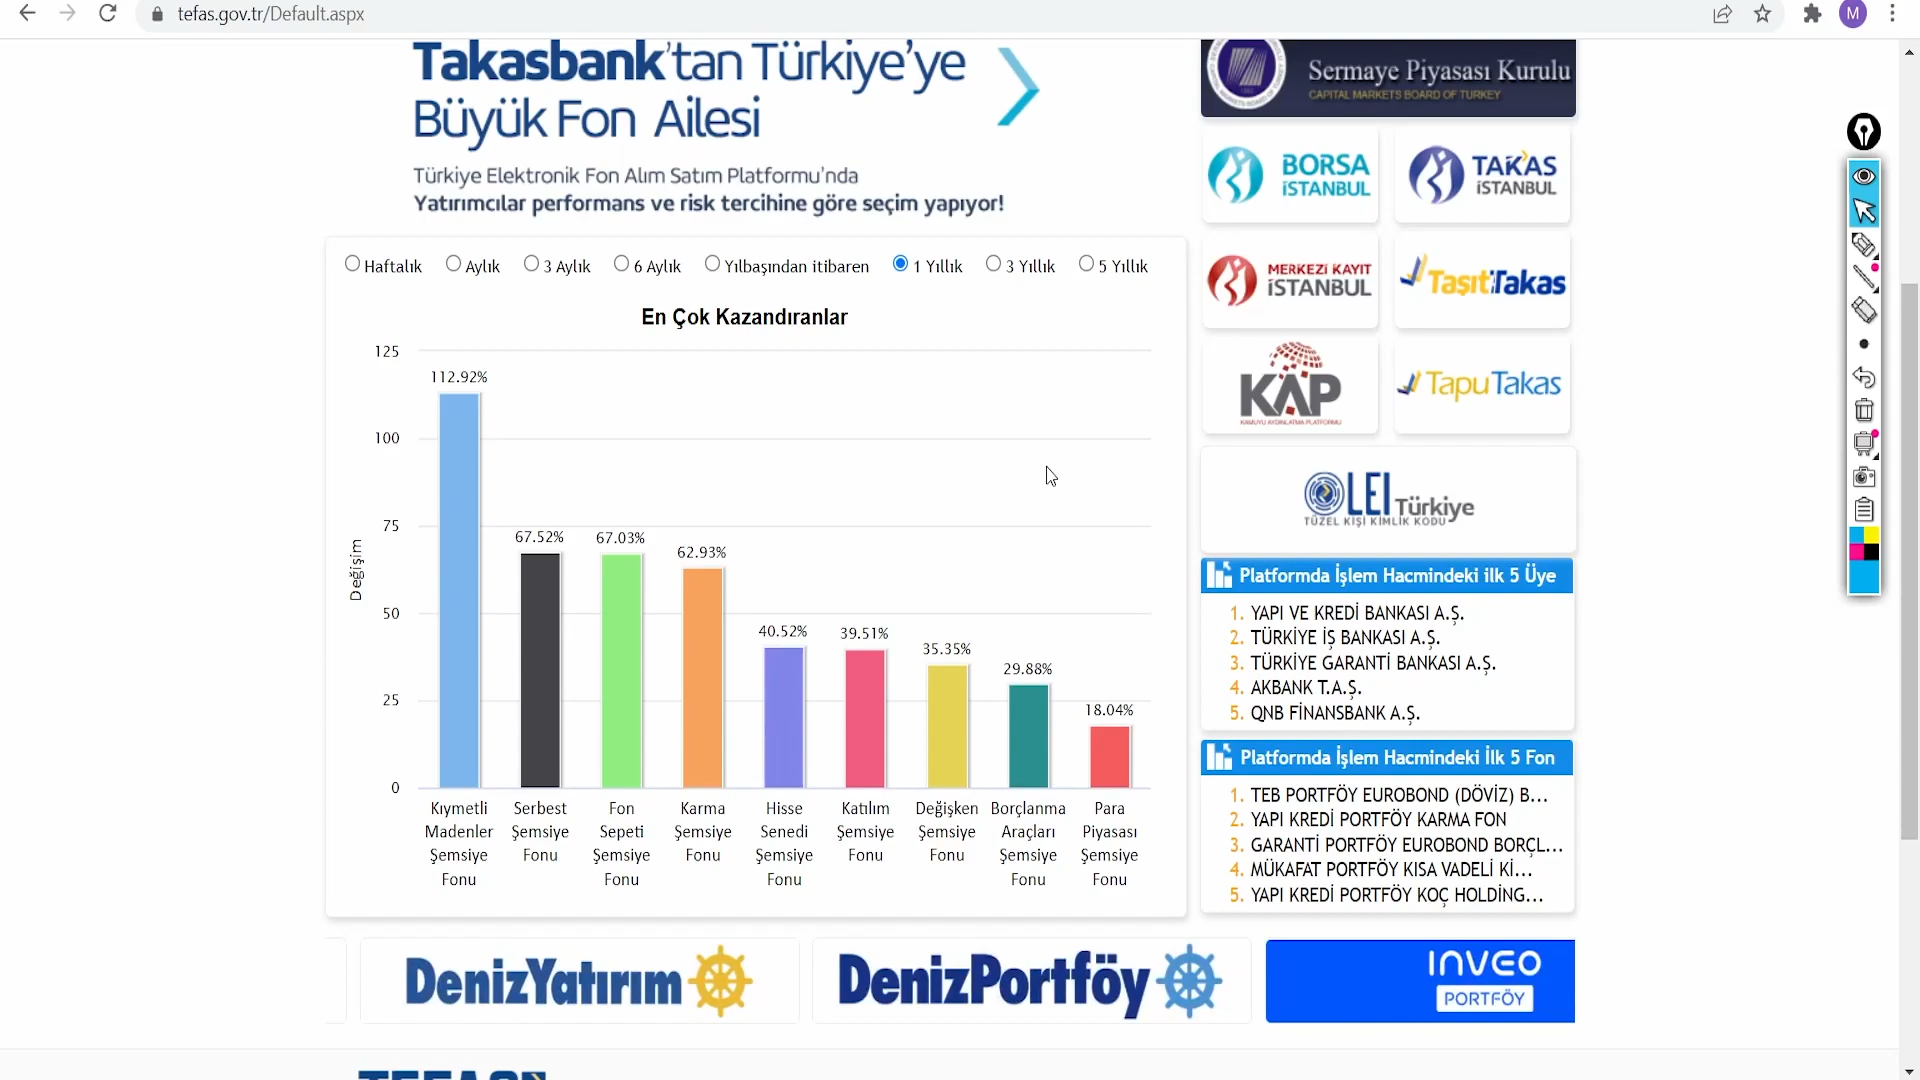 tefas.gov.tr/Default.aspx
M
Takasbank'tan Türkiye'ye
Büyük Fon Ailesi
Türkiye Elektronik Fon Alım Satım Platformu'nda
Yatırımcılar performans ve risk tercihine göre seçim yapıyor!
Haftalık Aylık 3 Aylık 6 Aylık Yılbaşından itibaren 1 Yıllık 3 Yıllık 5 Yıllık
En Çok Kazandıranlar
Değişim
125
100
75
50
25
0
112.92%
67.52%
67.03%
62.93%
40.52%
39.51%
35.35%
29.88%
18.04%
Kıymetli
Madenler
Şemsiye
Fonu
Serbest
Şemsiye
Fonu
Fon
Sepeti
Şemsiye
Fonu
Karma
Şemsiye
Fonu
Hisse
Senedi
Şemsiye
Fonu
Katılım
Şemsiye
Fonu
Değişken
Şemsiye
Fonu
Borçlanma
Araçları
Şemsiye
Fonu
Para
Piyasası
Şemsiye
Fonu
Sermaye Piyasası Kurulu
CAPITAL MARKETS BOARD OF TURKEY
BORSA
İSTANBUL
TAKAS
İSTANBUL
MERKEZİ KAYIT
İSTANBUL
TaşıtTakas
KAP
KAMUYU AYDINLATMA PLATFORMU
TapuTakas
LEI Türkiye
TÜZEL KİŞİ KİMLİK KODU
Platformda İşlem Hacmindeki ilk 5 Üye
1. YAPI VE KREDİ BANKASI A.Ş.
2. TÜRKİYE İŞ BANKASI A.Ş.
3. TÜRKİYE GARANTİ BANKASI A.Ş.
4. AKBANK T.A.Ş.
5. QNB FİNANSBANK A.Ş.
Platformda İşlem Hacmindeki İlk 5 Fon
1. TEB PORTFÖY EUROBOND (DÖVİZ) B...
2. YAPI KREDİ PORTFÖY KARMA FON
3. GARANTİ PORTFÖY EUROBOND BORÇL...
4. MÜKAFAT PORTFÖY KISA VADELİ Kİ...
5. YAPI KREDİ PORTFÖY KOÇ HOLDİNG...
DenizYatırım
DenizPortföy
INVEO
PORTFÖY